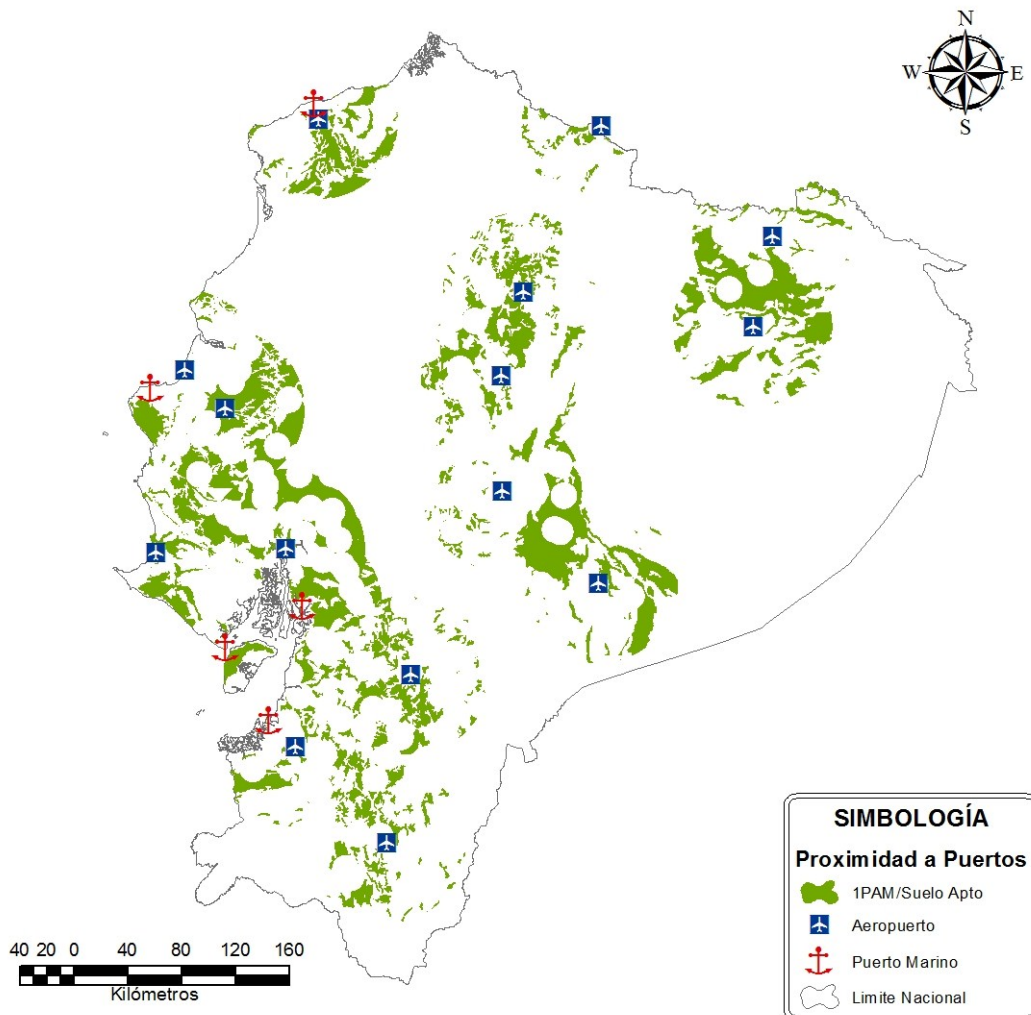 N
W E
S
SIMBOLOGÍA
Proximidad a Puertos
1PAM/Suelo Apto
Aeropuerto
Puerto Marino
Limite Nacional
40 20 0 40 80 120 160
Kilómetros